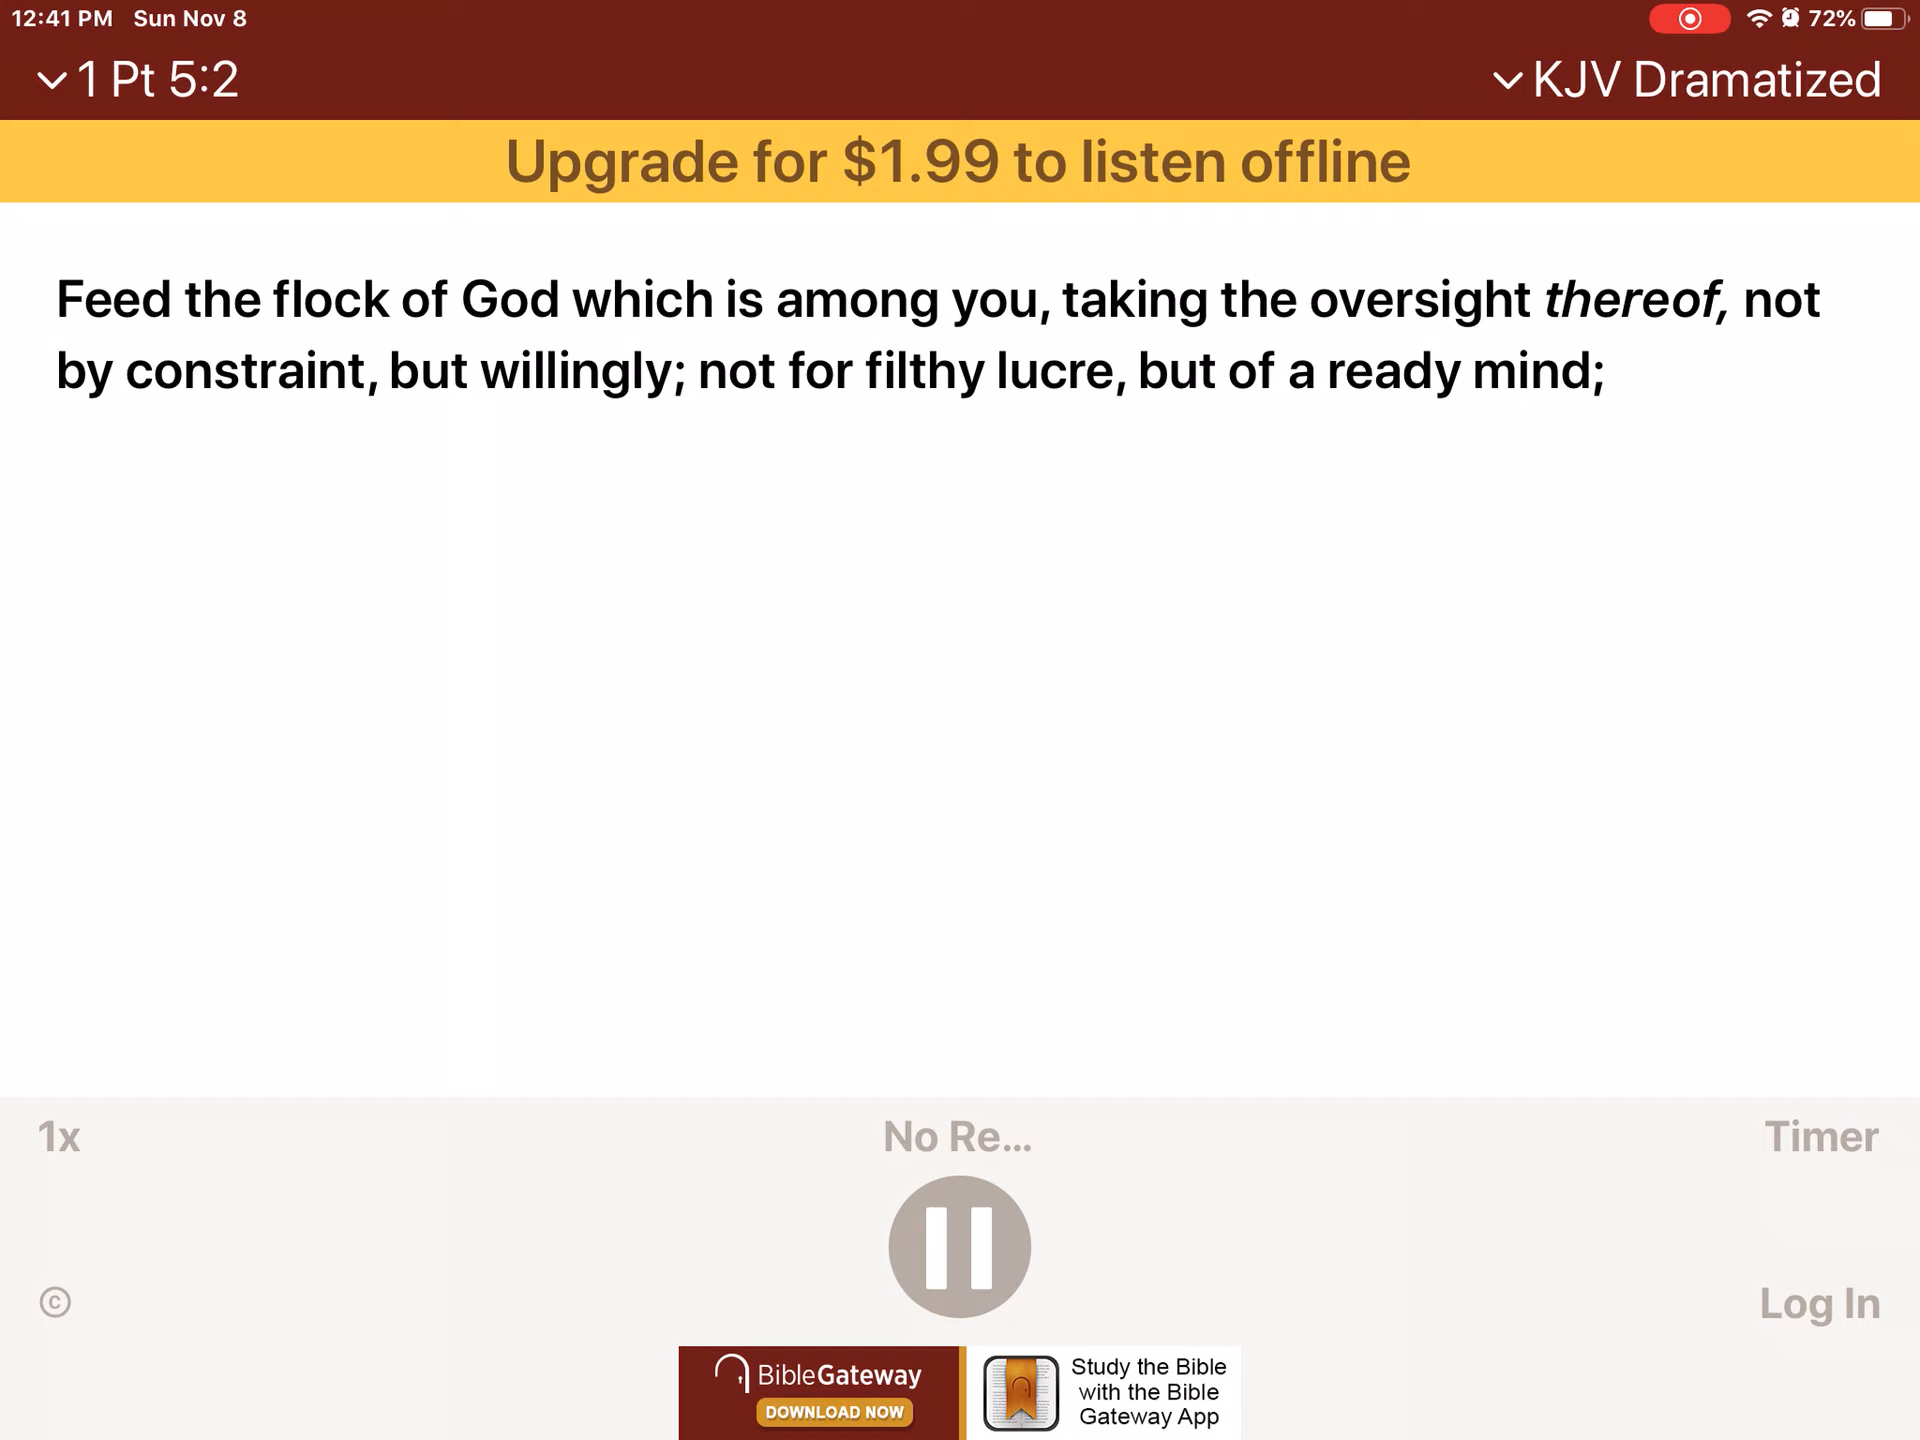 12:41 PM Sun Nov 8 72%
1 Pt 5:2 KJV Dramatized
Upgrade for $1.99 to listen offline
Feed the flock of God which is among you, taking the oversight thereof, not
by constraint, but willingly; not for filthy lucre, but of a ready mind;
1x No Re... Timer
© Log In
BibleGateway
DOWNLOAD NOW
Study the Bible
with the Bible
Gateway App